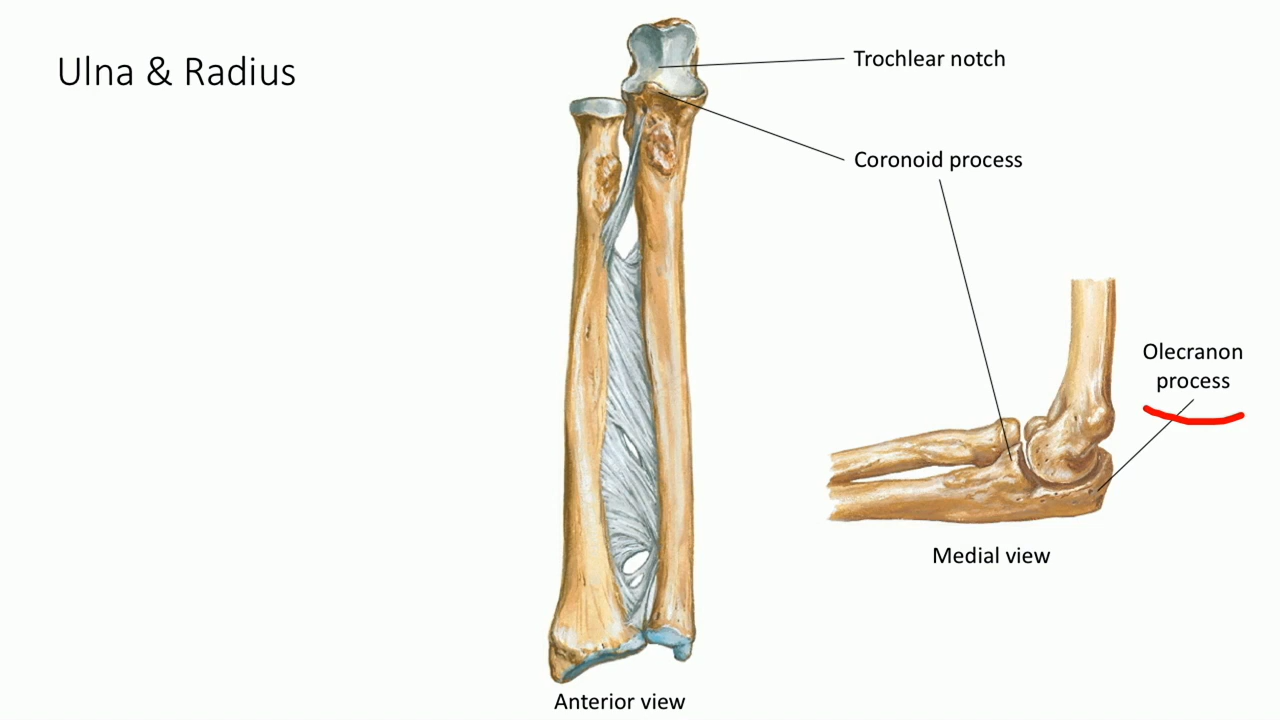 Ulna & Radius
Trochlear notch
Coronoid process
Olecranon
process
Medial view
Anterior view